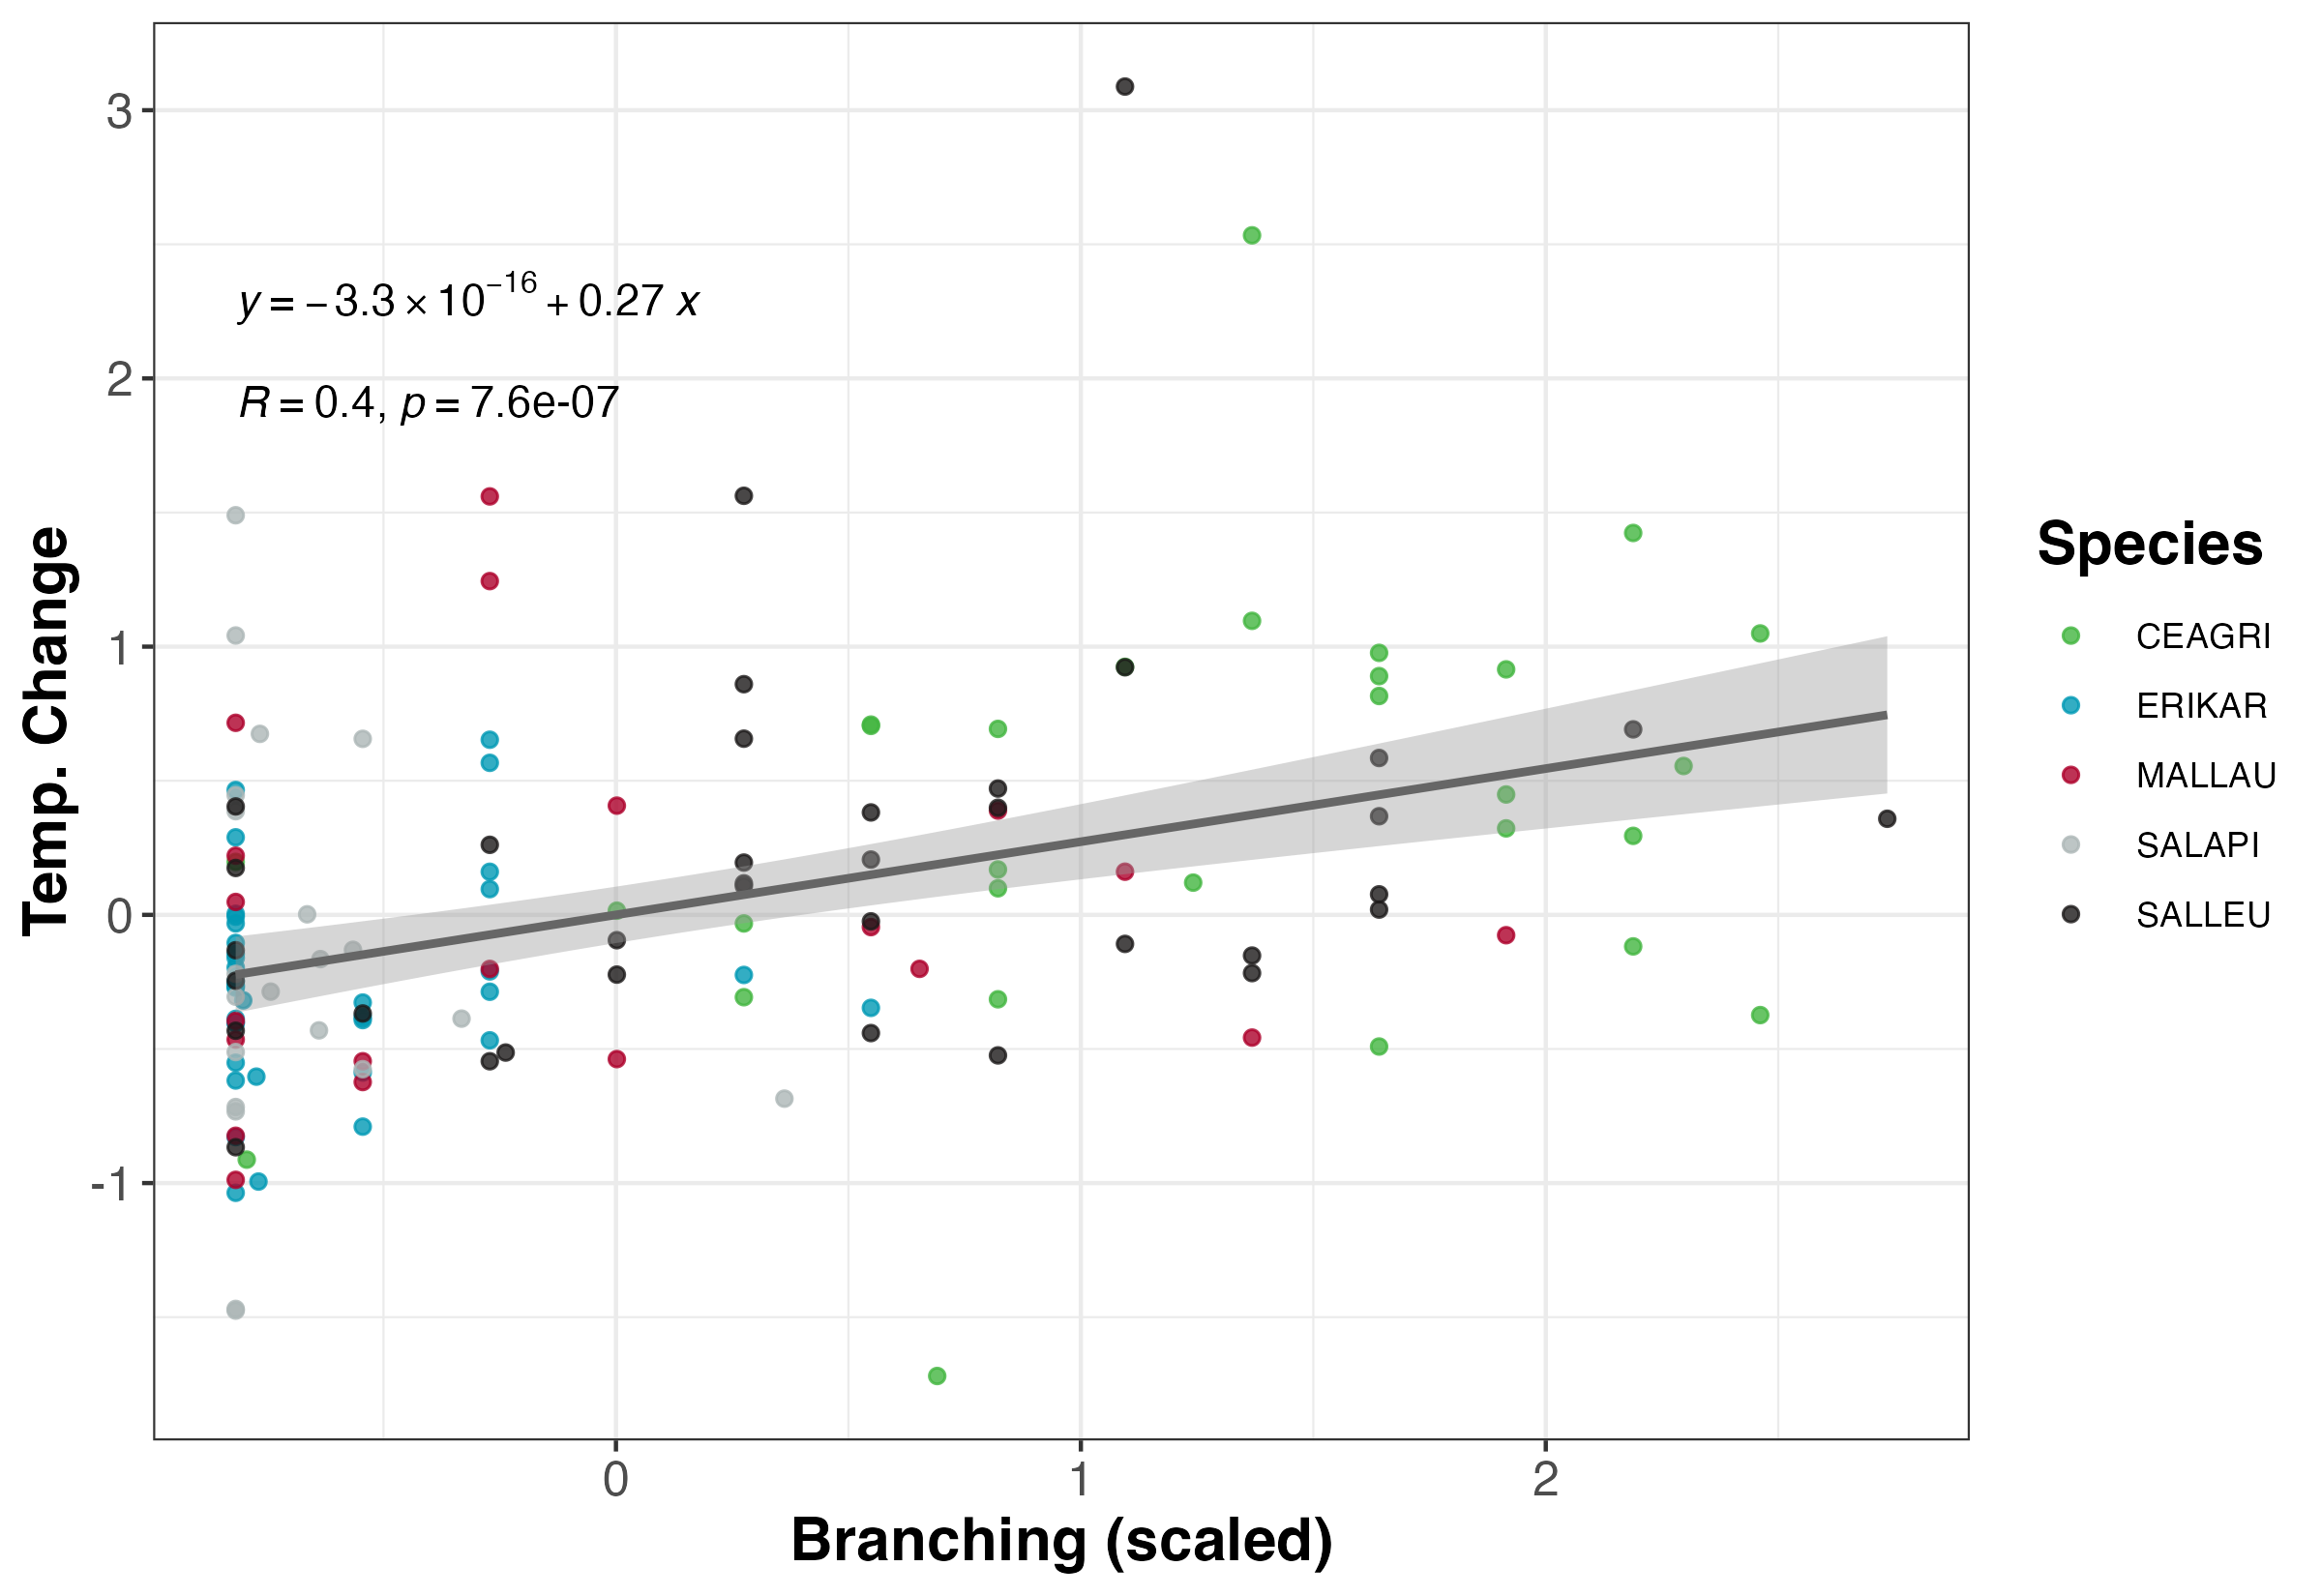 3
2
1
0
-1
y = −3.3 × 10⁻¹⁶ + 0.27 x
R = 0.4, p = 7.6e-07
Temp. Change
0 1 2
Branching (scaled)
Species
CEAGRI
ERIKAR
MALLAU
SALAPI
SALLEU